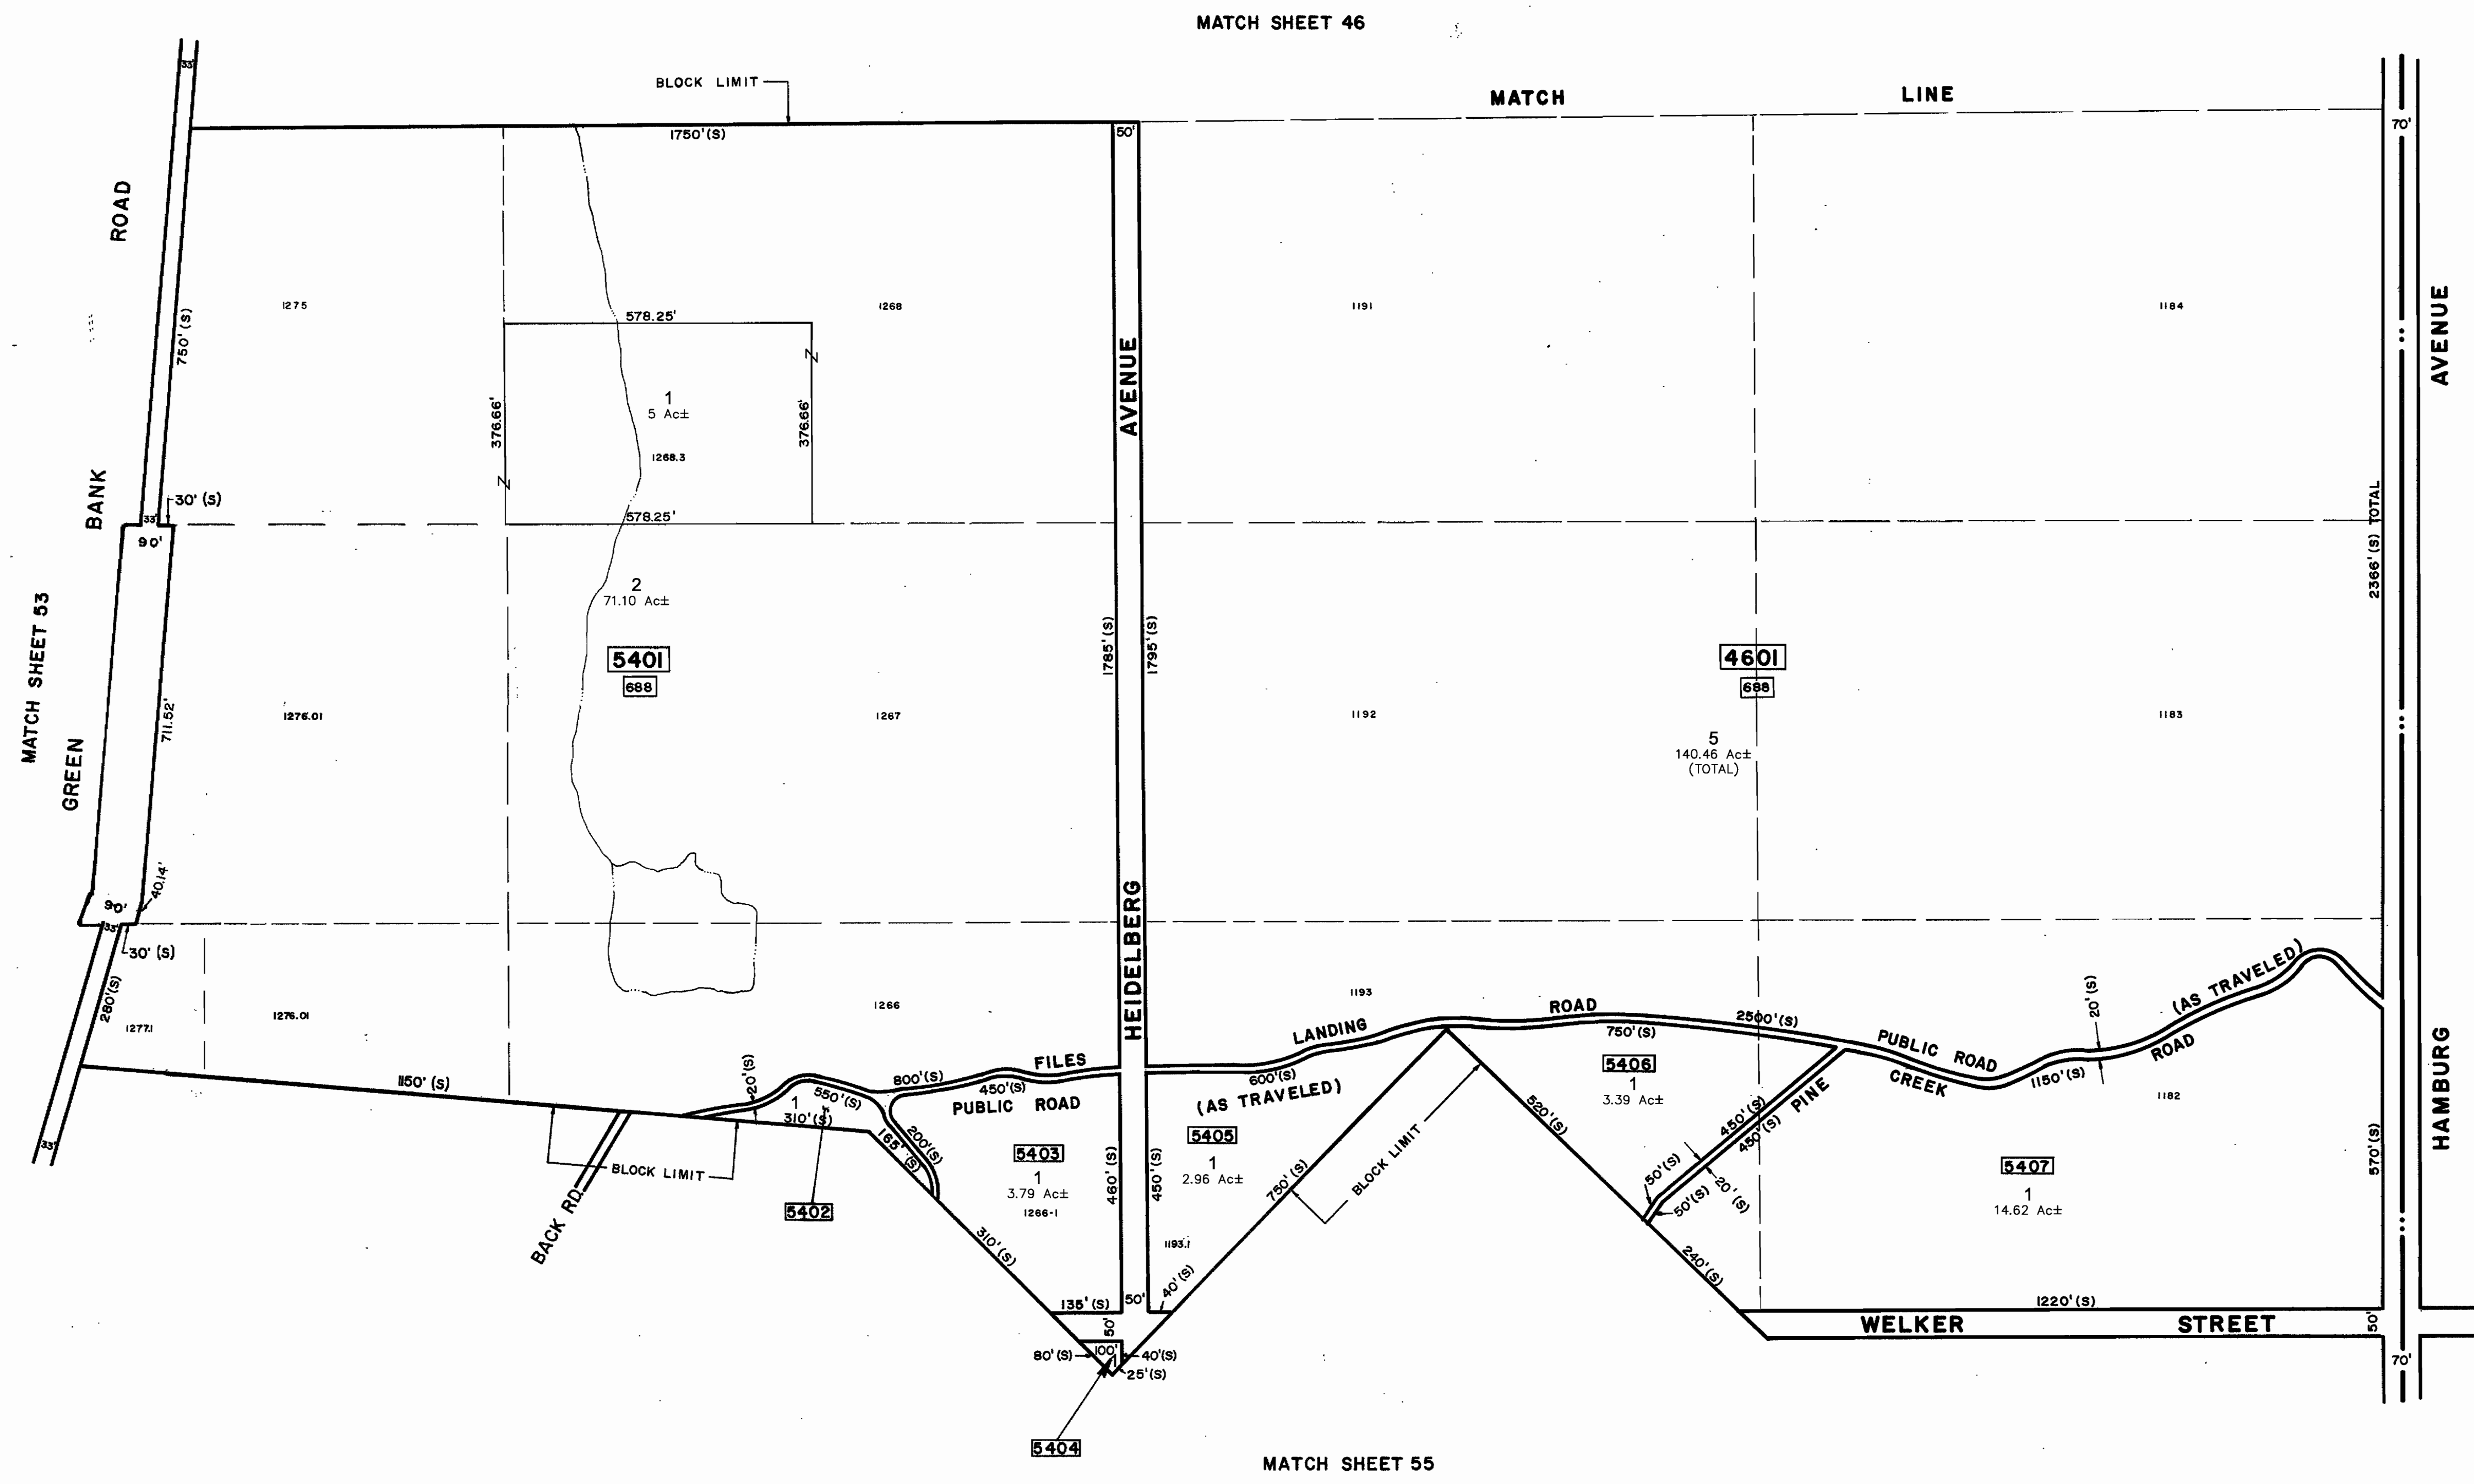 MATCH SHEET 46
BLOCK LIMIT
MATCH LINE
33'
1750' (S)
50'
70'
ROAD
750' (S)
1275
1268
1191
1184
AVENUE
AVENUE
578.25'
376.66'
376.66'
1
5 Ac±
1268.3
578.25'
BANK
30' (S)
33'
90'
2366' (S) TOTAL
2
71.10 Ac±
5401
688
1785' (S)
1795' (S)
4601
688
MATCH SHEET 53
GREEN
711.52'
1276.01
1267
1192
1183
5
140.46 Ac±
(TOTAL)
40.14'
90'
33'
30' (S)
280' (S)
1277.1
1276.01
1266
HEIDELBERG
1193
LANDING
ROAD
2500' (S)
750' (S)
PUBLIC ROAD
20' (S)
(AS TRAVELED)
ROAD
CREEK
1150' (S)
1182
HAMBURG
33'
1150' (S)
20' (S)
800' (S)
FILES
450' (S)
PUBLIC ROAD
600' (S)
(AS TRAVELED)
5406
1
3.39 Ac±
PINE
450' (S)
450' (S)
1
550' (S)
310' (S)
165' (S)
200' (S)
BLOCK LIMIT
BACK RD.
5402
5403
1
3.79 Ac±
1266-1
460' (S)
450' (S)
5405
1
2.96 Ac±
1193.1
750' (S)
BLOCK LIMIT
520' (S)
50' (S)
50' (S)
20' (S)
5407
1
14.62 Ac±
570' (S)
310' (S)
240' (S)
135' (S)
50'
40' (S)
1220' (S)
50'
WELKER STREET
50'
80' (S)
100'
1
40' (S)
25' (S)
70'
5404
MATCH SHEET 55